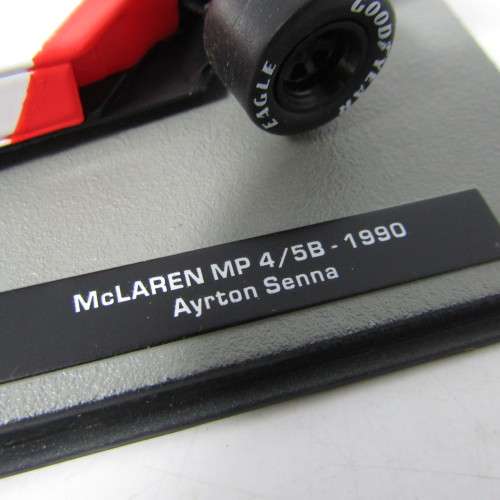 GOODYEAR
EAGLE
McLAREN MP 4/5B - 1990
Ayrton Senna